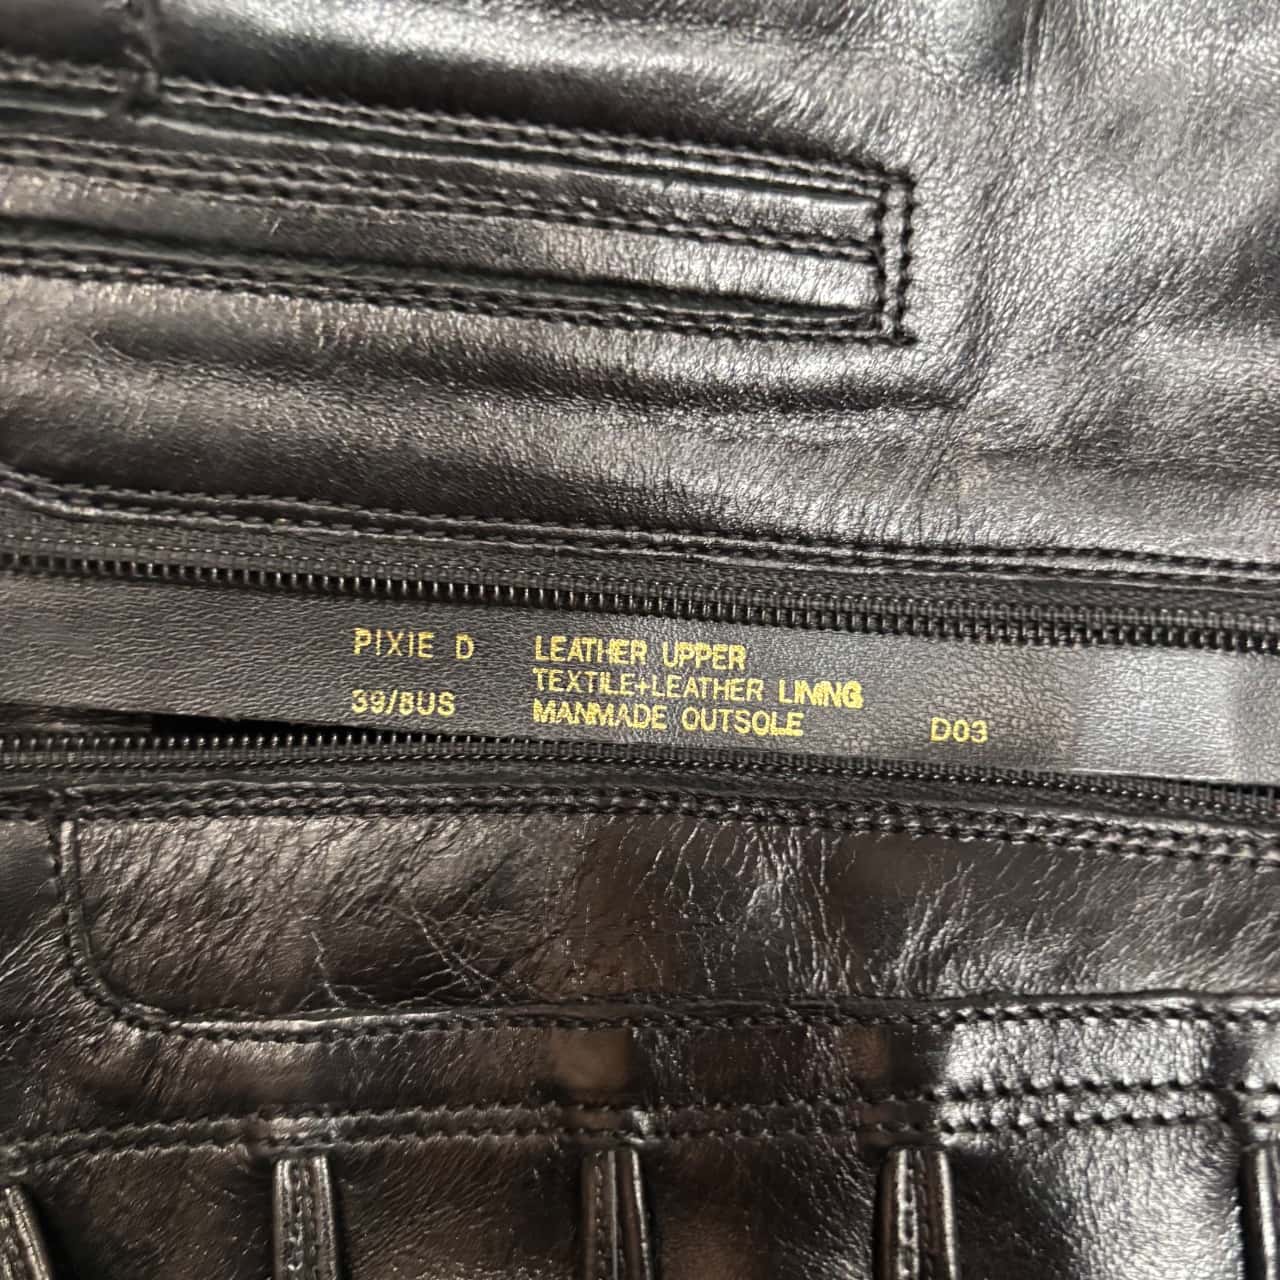 PIXIE D
39/8US
LEATHER UPPER
TEXTILE+LEATHER LINING
MANMADE OUTSOLE
D03